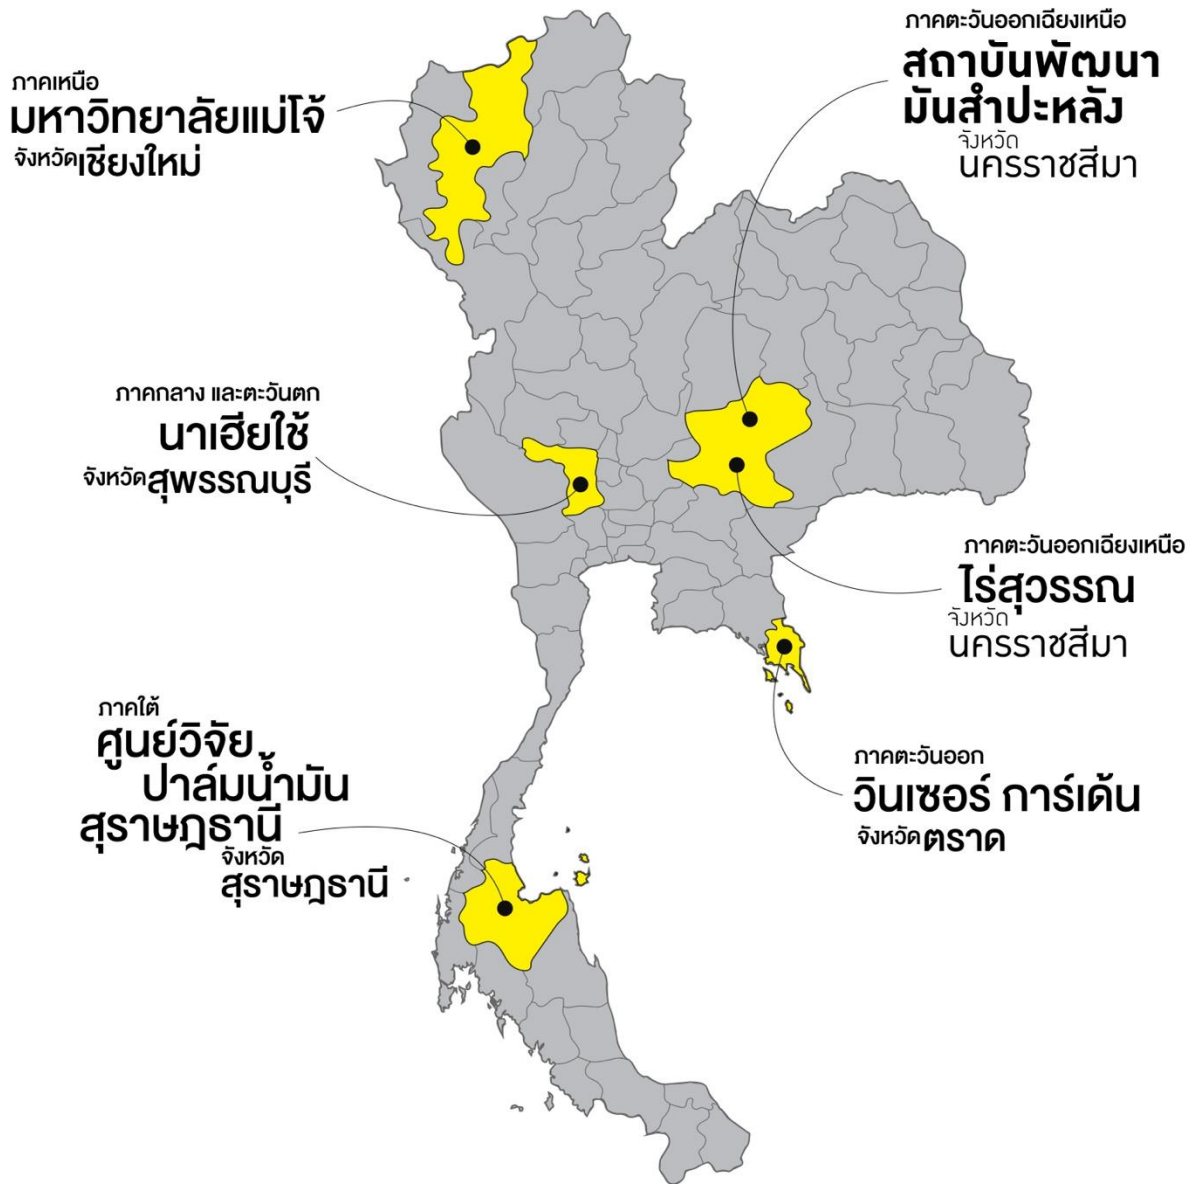 ภาคเหนือ
มหาวิทยาลัยแม่โจ้
จังหวัดเชียงใหม่
ภาคตะวันออกเฉียงเหนือ
สถาบันพัฒนา
มันสำปะหลัง
จังหวัด
นครราชสีมา
ภาคกลาง และตะวันตก
นาเฮียใช้
จังหวัดสุพรรณบุรี
ภาคตะวันออกเฉียงเหนือ
ไร่สุวรรณ
จังหวัด
นครราชสีมา
ภาคใต้
ศูนย์วิจัย
ปาล์มน้ำมัน
สุราษฎธานี
จังหวัด
สุราษฎธานี
ภาคตะวันออก
วินเซอร์ การ์เด้น
จังหวัดตราด